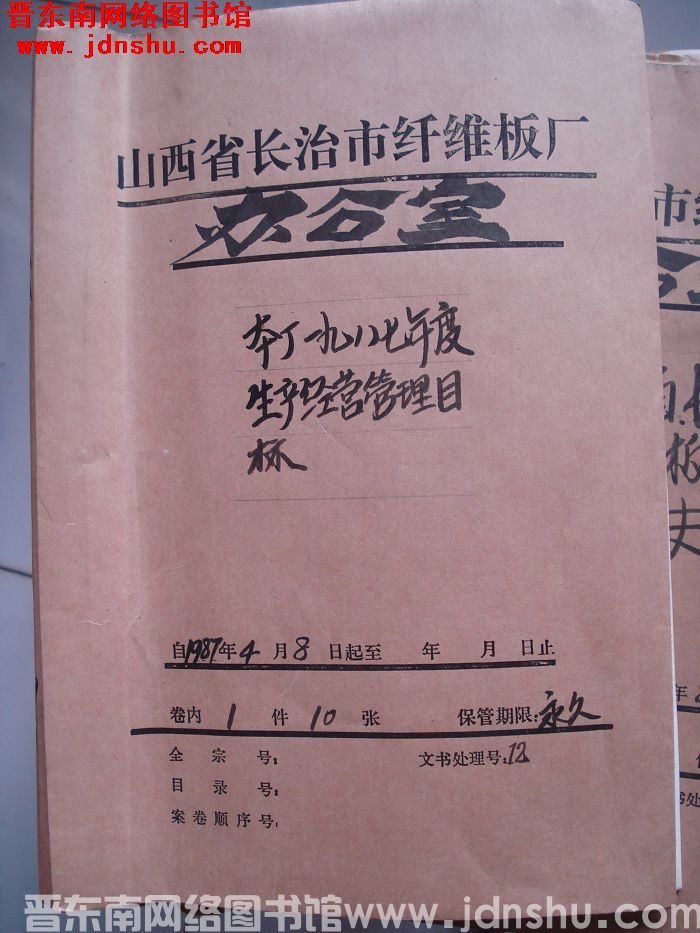 晋东南网络图书馆
www.jdnshu.com
山西省长治市纤维板厂
办公室
本厂一九八七年度
生产经营管理目
标
自1987年4月8日起至 年 月 日止
卷内 1 件 10 张 保管期限:永久
全宗号: 文书处理号:12
目录号:
案卷顺序号:
晋东南网络图书馆 www.jdnshu.com